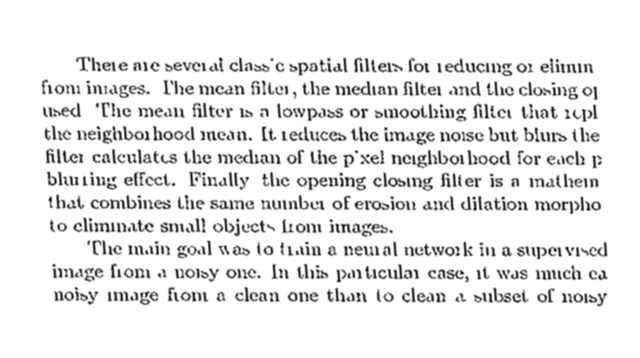 There are several classic spatial filters for reducing or elimin
from images. The mean filter, the median filter and the closing op
used. The mean filter is a lowpass or smoothing filter that repl
the neighborhood mean. It reduces the image noise but blurs the
filter calculates the median of the pixel neighborhood for each p
blurring effect. Finally the opening closing filter is a mathem
that combines the same number of erosion and dilation morpho
to eliminate small objects from images.
The main goal was to train a neural network in a supervised
image from a noisy one. In this particular case, it was much ea
noisy image from a clean one than to clean a subset of noisy